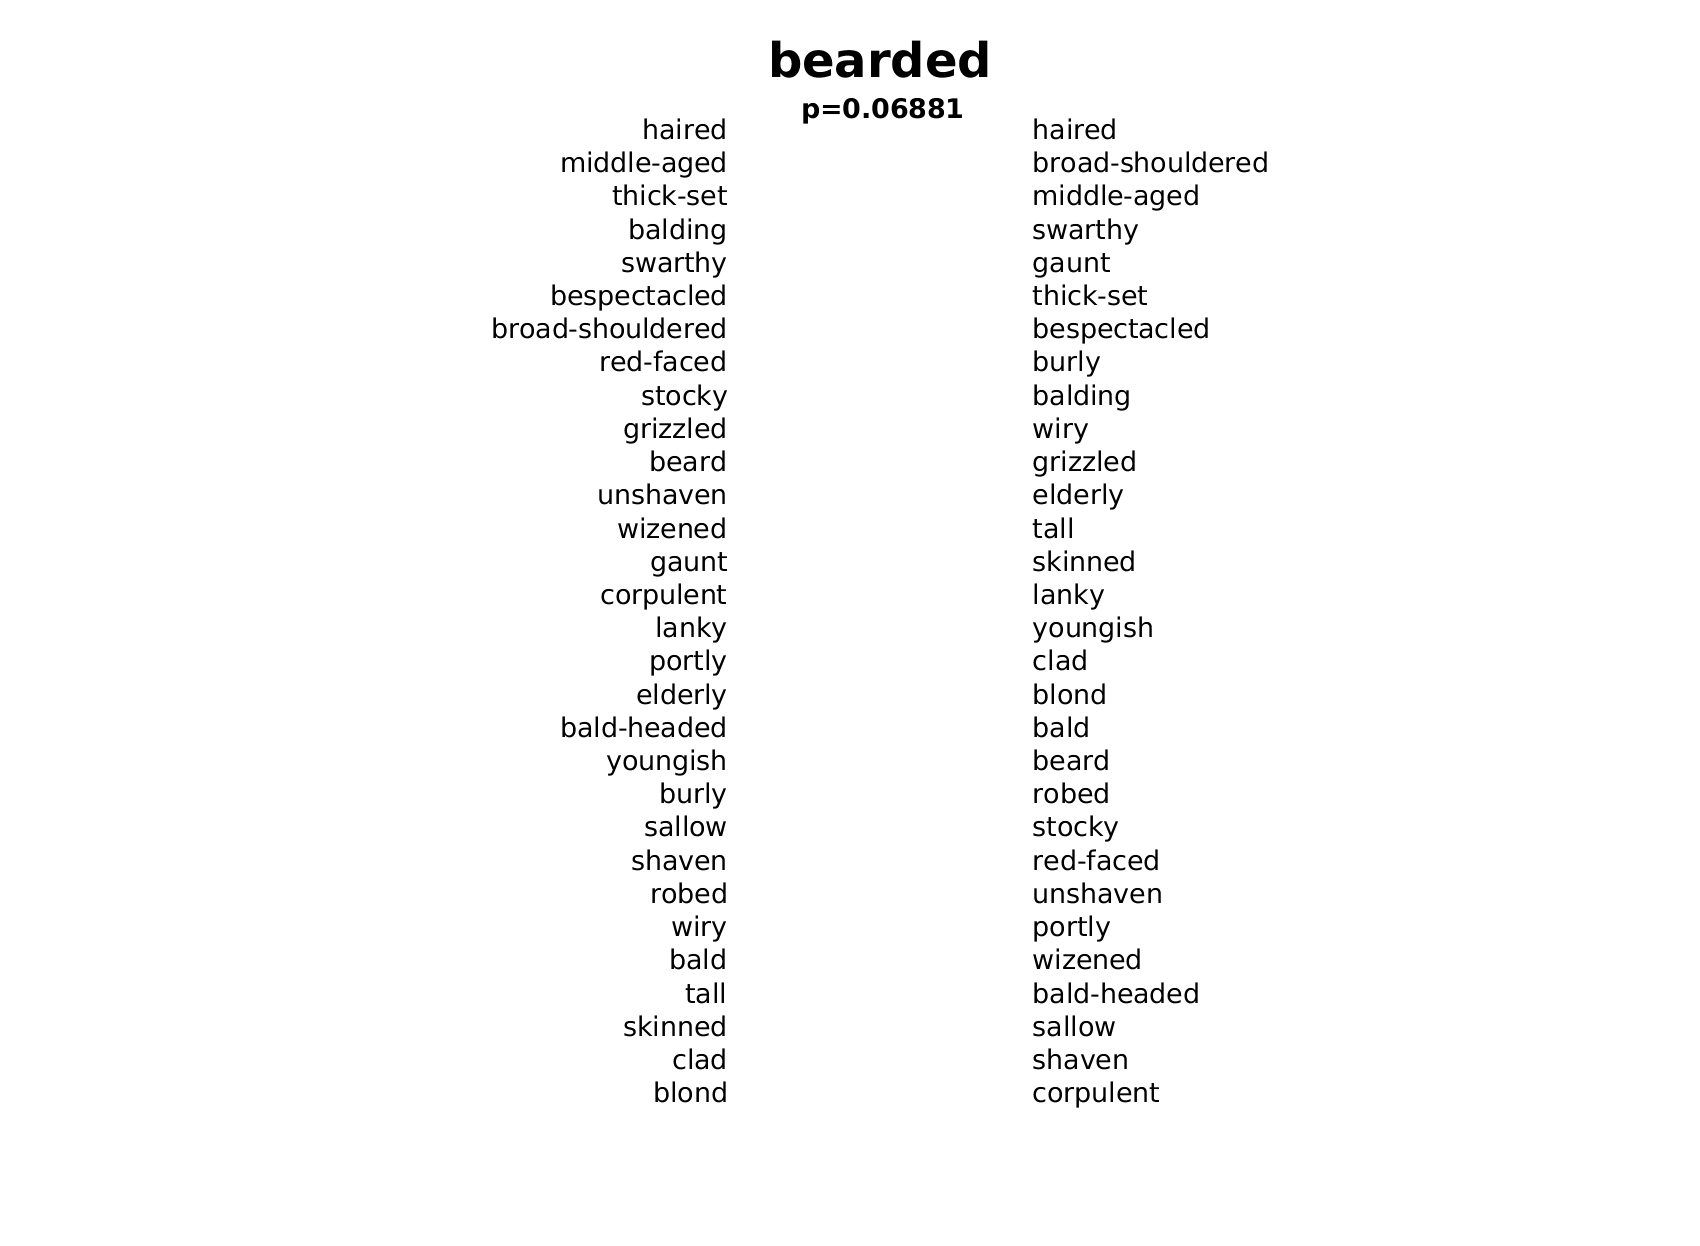 bearded
p=0.06881
haired haired
middle-aged broad-shouldered
thick-set middle-aged
balding swarthy
swarthy gaunt
bespectacled thick-set
broad-shouldered bespectacled
red-faced burly
stocky balding
grizzled wiry
beard grizzled
unshaven elderly
wizened tall
gaunt skinned
corpulent lanky
lanky youngish
portly clad
elderly blond
bald-headed bald
youngish beard
burly robed
sallow stocky
shaven red-faced
robed unshaven
wiry portly
bald wizened
tall bald-headed
skinned sallow
clad shaven
blond corpulent